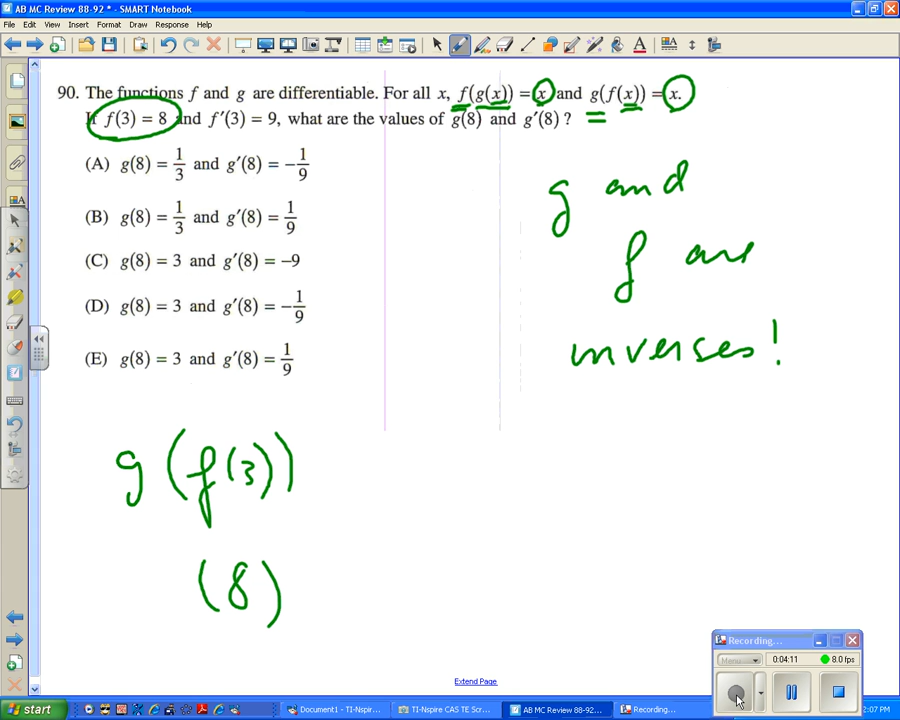 AB MC Review 88-92 * - SMART Notebook
File Edit View Insert Format Draw Response Help
90. The functions f and g are differentiable. For all x, f(g(x)) = x and g(f(x)) = x.
If f(3) = 8 and f′(3) = 9, what are the values of g(8) and g′(8) ?
(A) g(8) = 1/3 and g′(8) = −1/9
(B) g(8) = 1/3 and g′(8) = 1/9
(C) g(8) = 3 and g′(8) = −9
(D) g(8) = 3 and g′(8) = −1/9
(E) g(8) = 3 and g′(8) = 1/9
g and
f are
inverses!
g(f(3))
(8)
Recording...
Menu
0:04:11
8.0 fps
Extend Page
start
Document1 - TI-Nspir...
TI-Nspire CAS TE Scr...
AB MC Review 88-92...
Recording...
2:07 PM